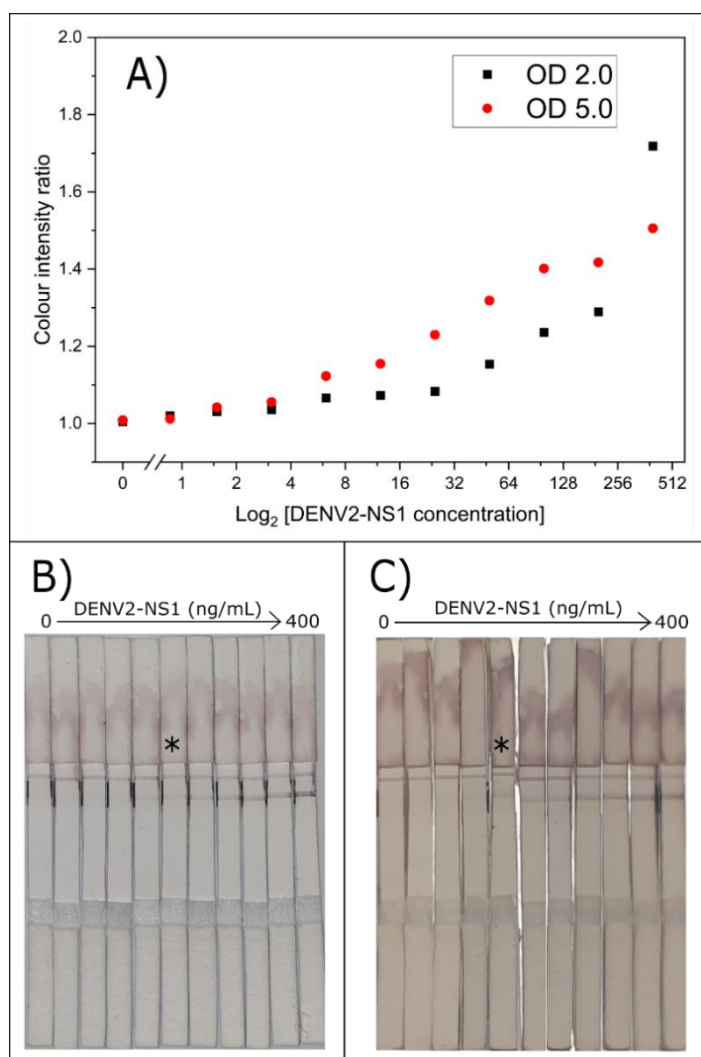 A)
OD 2.0
OD 5.0
2.0
1.8
1.6
1.4
1.2
1.0
Colour intensity ratio
0 1 2 4 8 16 32 64 128 256 512
Log₂ [DENV2-NS1 concentration]
B)
DENV2-NS1 (ng/mL)
0 400
*
C)
DENV2-NS1 (ng/mL)
0 400
*